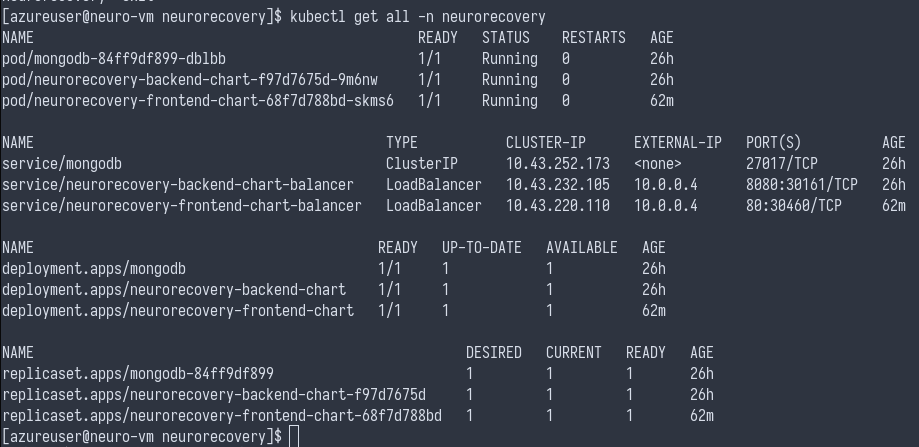 [azureuser@neuro-vm neurorecovery]$ kubectl get all -n neurorecovery
NAME READY STATUS RESTARTS AGE
pod/mongodb-84ff9df899-dblbb 1/1 Running 0 26h
pod/neurorecovery-backend-chart-f97d7675d-9m6nw 1/1 Running 0 26h
pod/neurorecovery-frontend-chart-68f7d788bd-skms6 1/1 Running 0 62m
NAME TYPE CLUSTER-IP EXTERNAL-IP PORT(S) AGE
service/mongodb ClusterIP 10.43.252.173 <none> 27017/TCP 26h
service/neurorecovery-backend-chart-balancer LoadBalancer 10.43.232.105 10.0.0.4 8080:30161/TCP 26h
service/neurorecovery-frontend-chart-balancer LoadBalancer 10.43.220.110 10.0.0.4 80:30460/TCP 62m
NAME READY UP-TO-DATE AVAILABLE AGE
deployment.apps/mongodb 1/1 1 1 26h
deployment.apps/neurorecovery-backend-chart 1/1 1 1 26h
deployment.apps/neurorecovery-frontend-chart 1/1 1 1 62m
NAME DESIRED CURRENT READY AGE
replicaset.apps/mongodb-84ff9df899 1 1 1 26h
replicaset.apps/neurorecovery-backend-chart-f97d7675d 1 1 1 26h
replicaset.apps/neurorecovery-frontend-chart-68f7d788bd 1 1 1 62m
[azureuser@neuro-vm neurorecovery]$